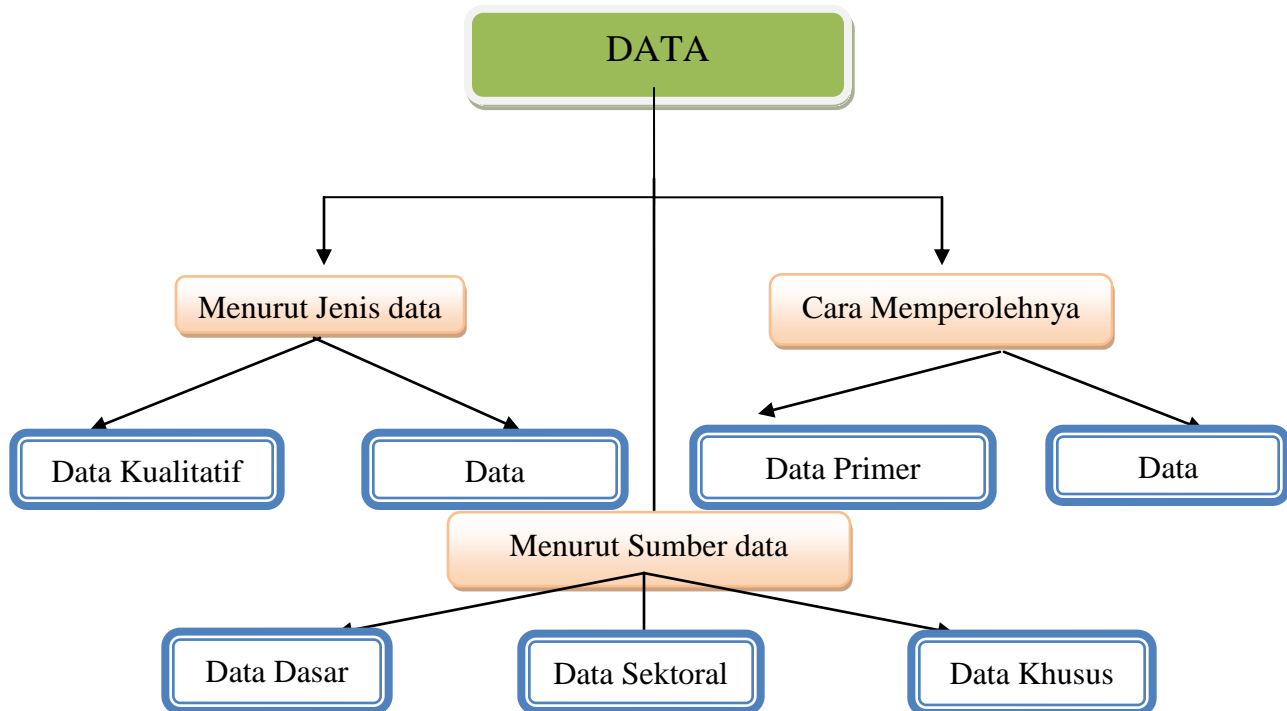 DATA
Menurut Jenis data
Cara Memperolehnya
Data Kualitatif
Data
Data Primer
Data
Menurut Sumber data
Data Dasar
Data Sektoral
Data Khusus